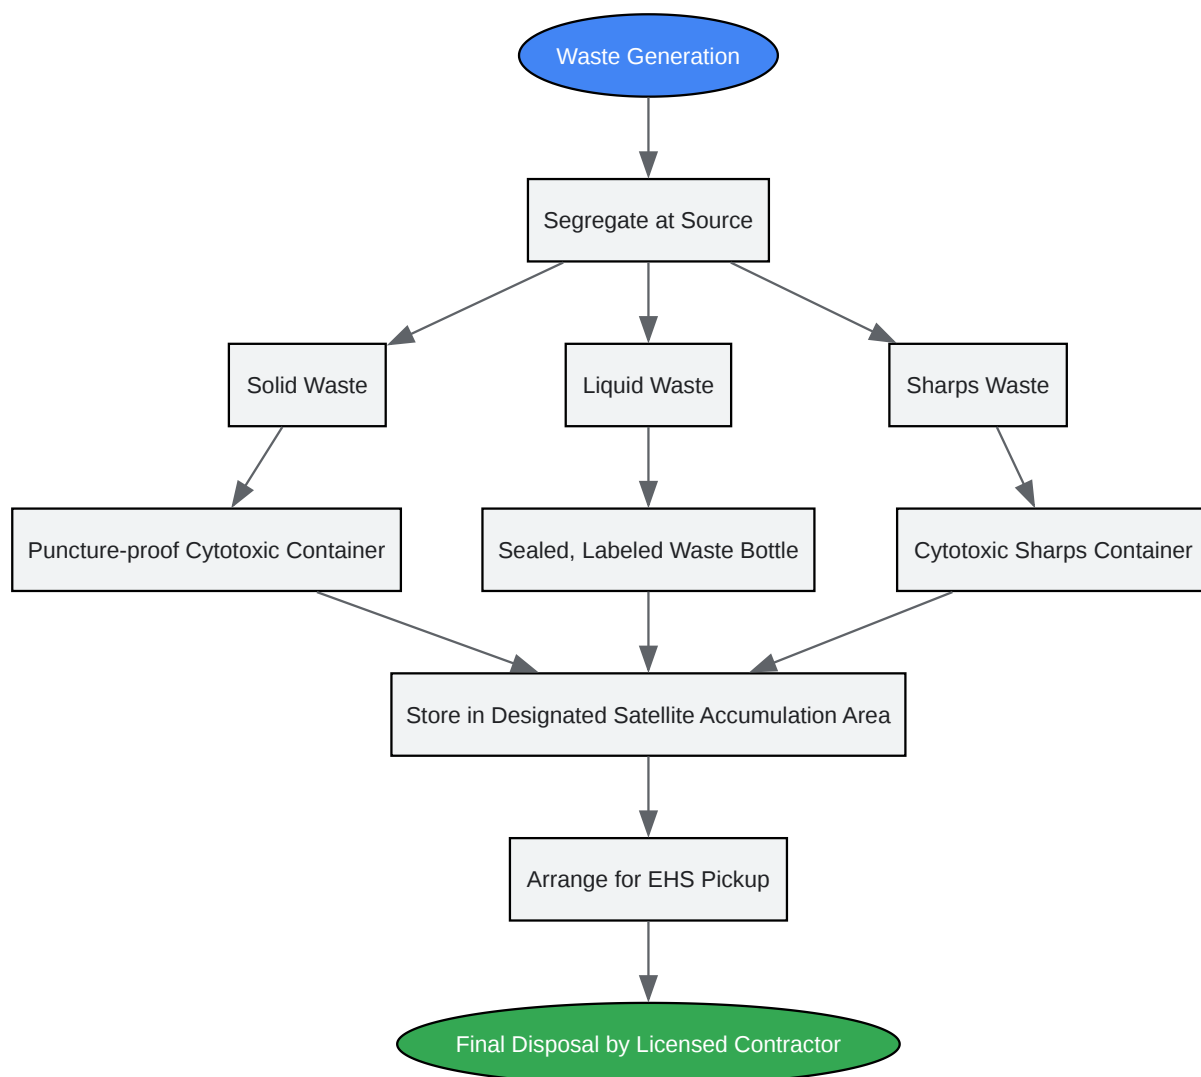 Waste Generation
Segregate at Source
Solid Waste
Liquid Waste
Sharps Waste
Puncture-proof Cytotoxic Container
Sealed, Labeled Waste Bottle
Cytotoxic Sharps Container
Store in Designated Satellite Accumulation Area
Arrange for EHS Pickup
Final Disposal by Licensed Contractor